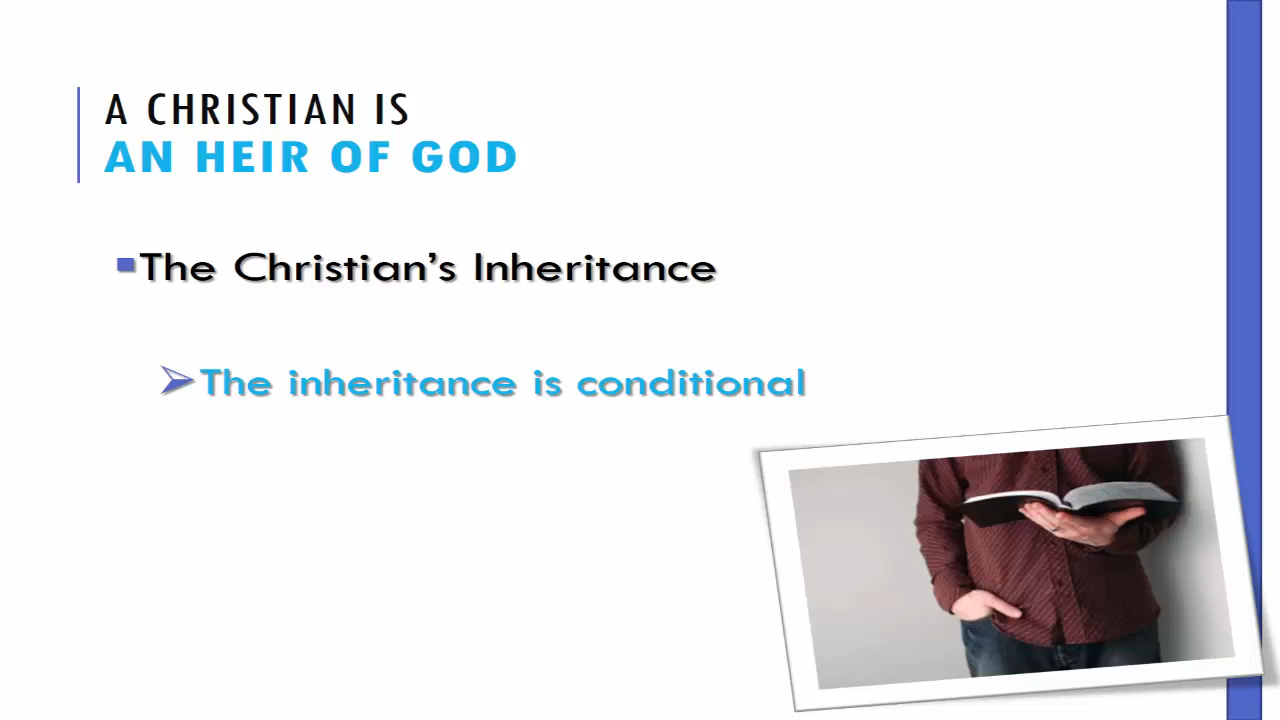 A CHRISTIAN IS
AN HEIR OF GOD
The Christian’s Inheritance
The inheritance is conditional